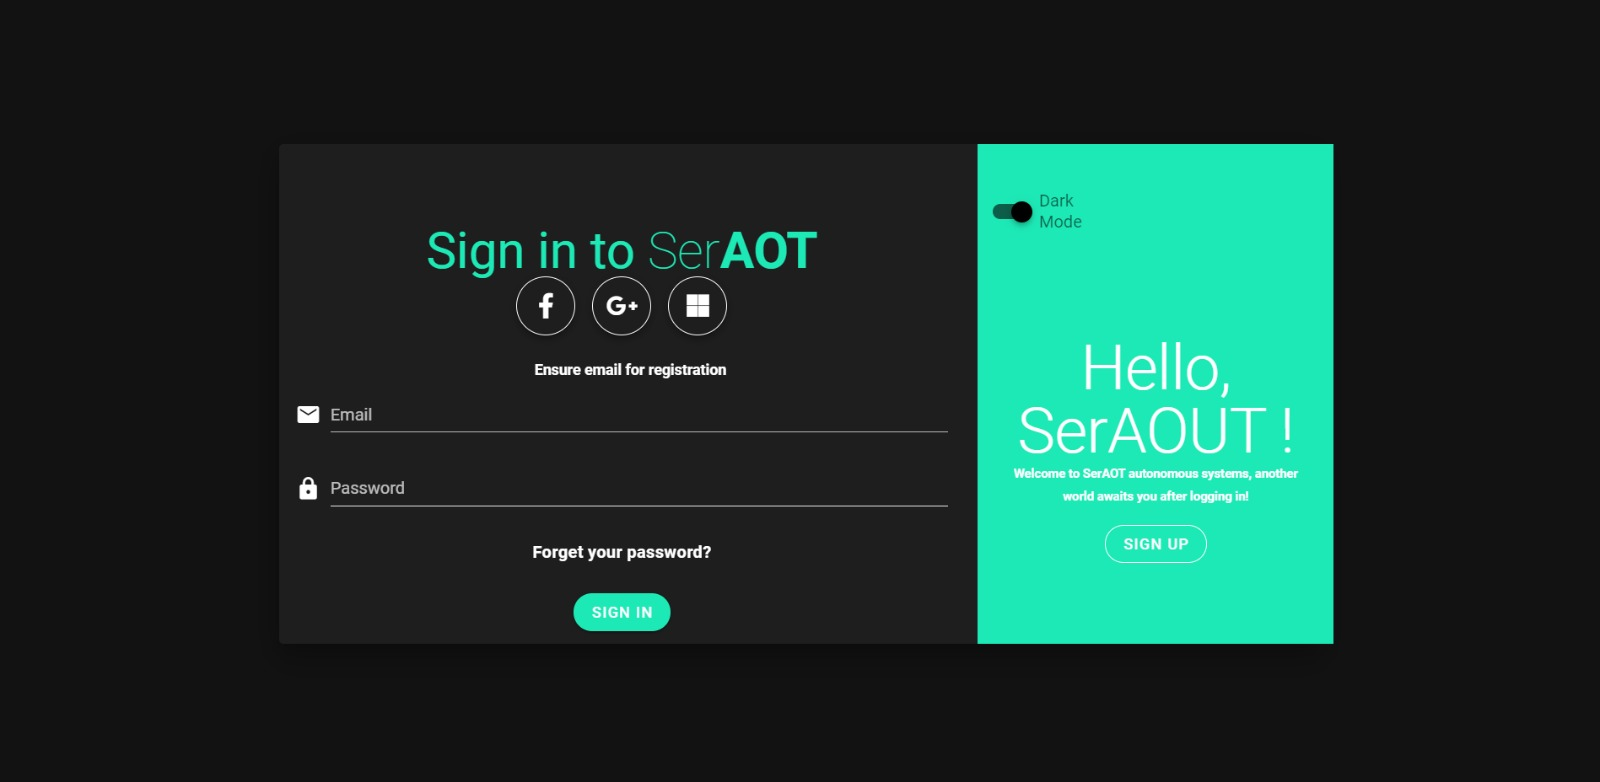 Sign in to SerAOT
G+
Ensure email for registration
Email
Password
Forget your password?
SIGN IN
Dark
Mode
Hello,
SerAOUT !
Welcome to SerAOT autonomous systems, another
world awaits you after logging in!
SIGN UP